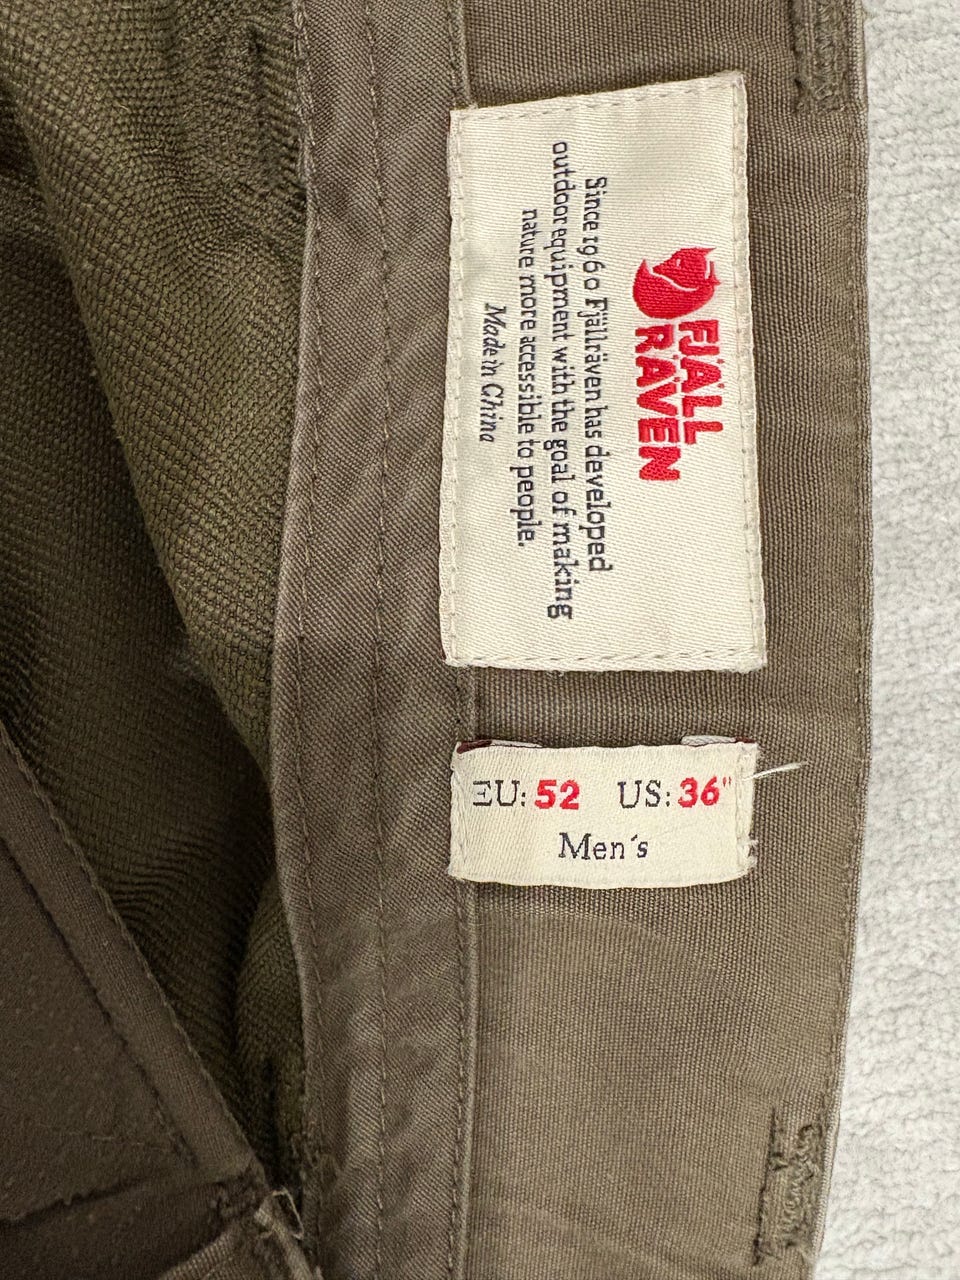 FJÄLL
RÄVEN
Since 1960 Fjällräven has developed
outdoor equipment with the goal of making
nature more accessible to people.
Made in China
EU: 52 US: 36"
Men´s